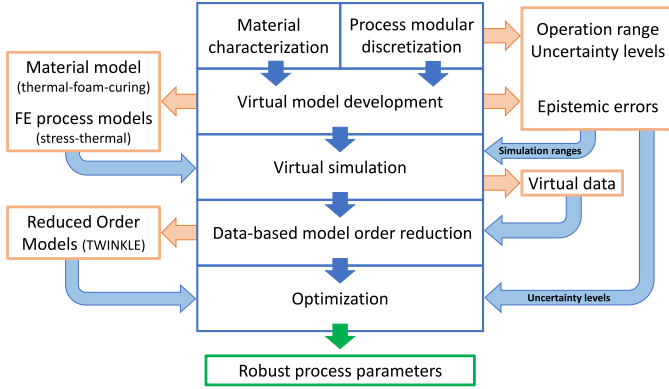 Material
characterization
Process modular
discretization
Operation range
Uncertainty levels
Epistemic errors
Material model
(thermal-foam-curing)
FE process models
(stress-thermal)
Virtual model development
Simulation ranges
Virtual simulation
Virtual data
Reduced Order
Models (TWINKLE)
Data-based model order reduction
Optimization
Uncertainty levels
Robust process parameters